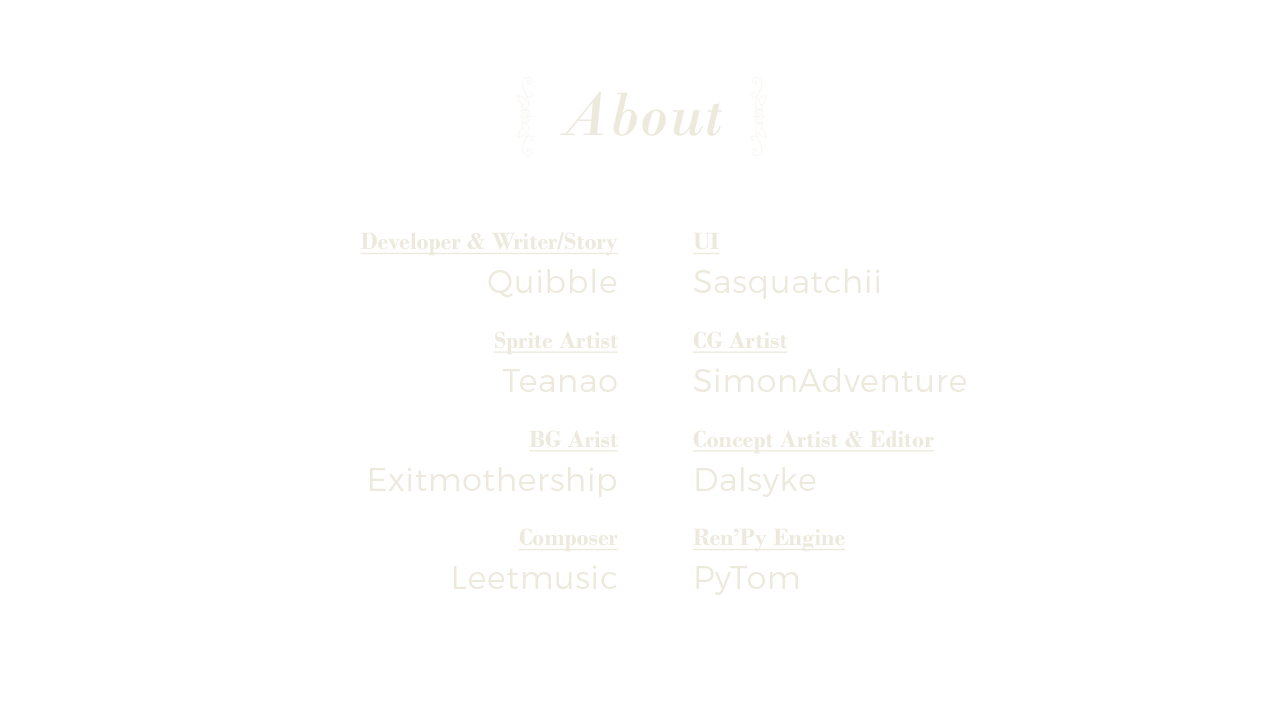 About
Developer & Writer/Story
Quibble
Sprite Artist
Teanao
BG Arist
Exitmothership
Composer
Leetmusic
UI
Sasquatchii
CG Artist
SimonAdventure
Concept Artist & Editor
Dalsyke
Ren’Py Engine
PyTom